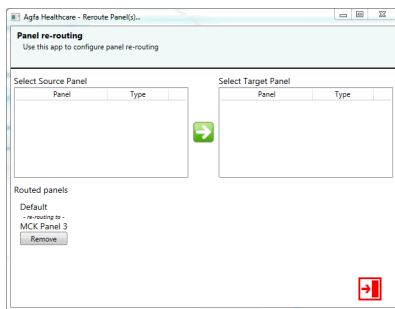 Agfa Healthcare - Reroute Panel(s)...
Panel re-routing
Use this app to configure panel re-routing
Select Source Panel
Select Target Panel
Panel Type
Panel Type
Routed panels
Default
- re-routing to -
MCK Panel 3
Remove